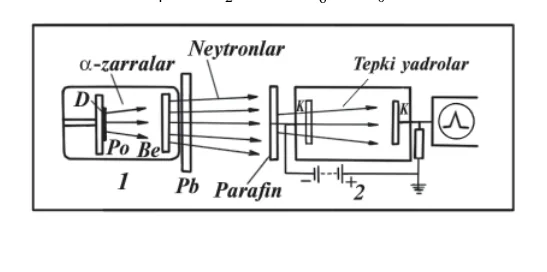 Neytronlar
α-zarralar
Tepki yadrolar
D
K
K
Po
Be
1
Pb
Parafin
−
+
2